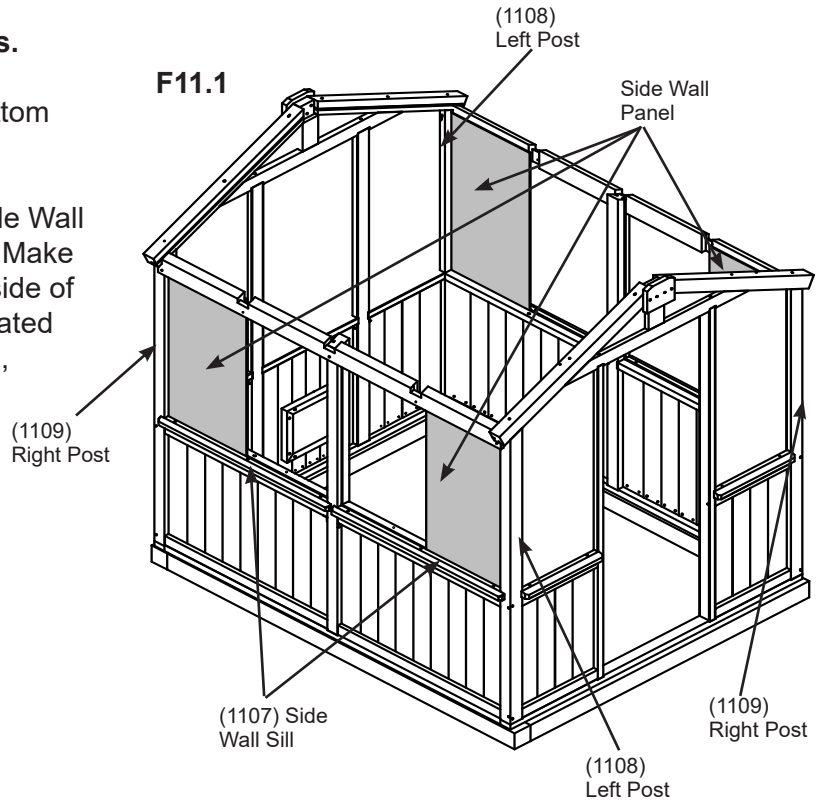 s.
tom
le Wall
Make
side of
ated
,
F11.1
(1108)
Left Post
Side Wall
Panel
(1109)
Right Post
(1107) Side
Wall Sill
(1109)
Right Post
(1108)
Left Post